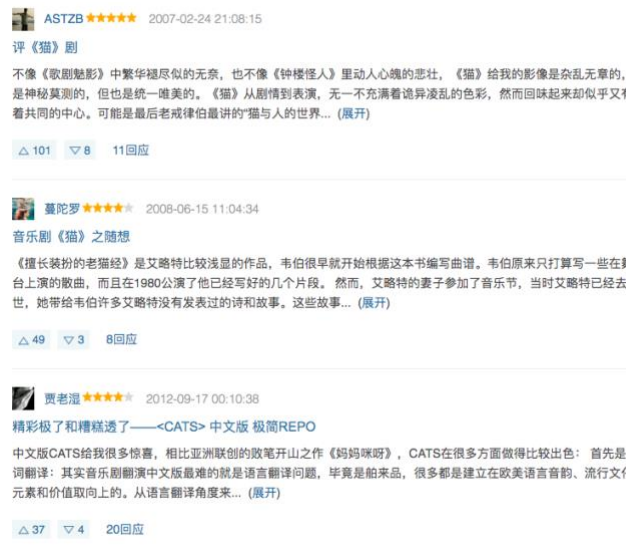 ASTZB 2007-02-24 21:08:15
评《猫》剧
不像《歌剧魅影》中繁华褪尽似的无奈，也不像《钟楼怪人》里动人心魄的悲壮，《猫》给我的影像是杂乱无章的，
是神秘莫测的，但也是统一唯美的。《猫》从剧情到表演，无一不充满着诡异凌乱的色彩，然而回味起来却似乎又有
着共同的中心。可能是最后老戒律伯最讲的“猫与人的世界... (展开)
△ 101 ▽ 8 11回应
蔓陀罗 2008-06-15 11:04:34
音乐剧《猫》之随想
《擅长装扮的老猫经》是艾略特比较浅显的作品，韦伯很早就开始根据这本书编写曲谱。韦伯原来只打算写一些在舞
台上演的散曲，而且在1980公演了他已经写好的几个片段。 然而，艾略特的妻子参加了音乐节，当时艾略特已经去
世，她带给韦伯许多艾略特没有发表过的诗和故事。这些故事... (展开)
△ 49 ▽ 3 8回应
贾老湿 2012-09-17 00:10:38
精彩极了和糟糕透了——<CATS> 中文版 极简REPO
中文版CATS给我很多惊喜，相比亚洲联创的败笔开山之作《妈妈咪呀》，CATS在很多方面做得比较出色： 首先是
词翻译：其实音乐剧翻演中文版最难的就是语言翻译问题，毕竟是舶来品，很多都是建立在欧美语言音韵、流行文化
元素和价值取向上的。从语言翻译角度来... (展开)
△ 37 ▽ 4 20回应